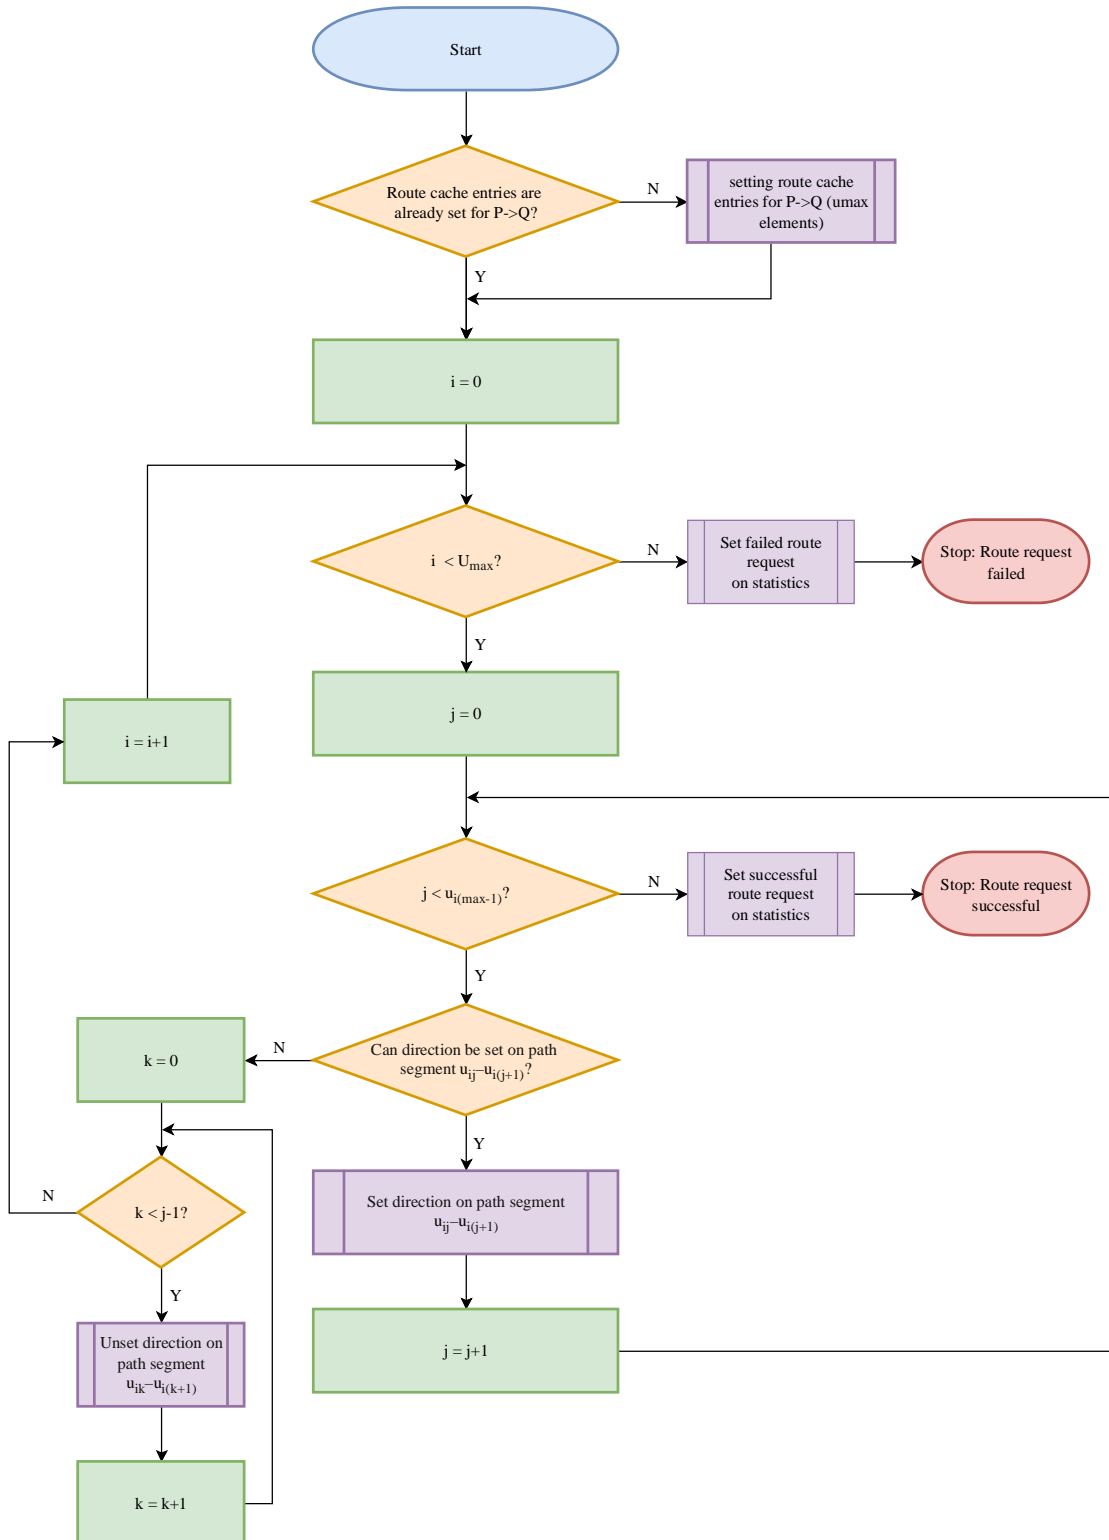 Start
Route cache entries are
already set for P->Q?
N
setting route cache
entries for P->Q (umax
elements)
Y
i = 0
i < Umax?
N
Set failed route
request
on statistics
Stop: Route request
failed
Y
j = 0
i = i+1
j < ui(max-1)?
N
Set successful
route request
on statistics
Stop: Route request
successful
Y
Can direction be set on path
segment uij–ui(j+1)?
N
k = 0
Y
Set direction on path segment
uij–ui(j+1)
k < j-1?
N
Y
Unset direction on
path segment
uik–ui(k+1)
j = j+1
k = k+1